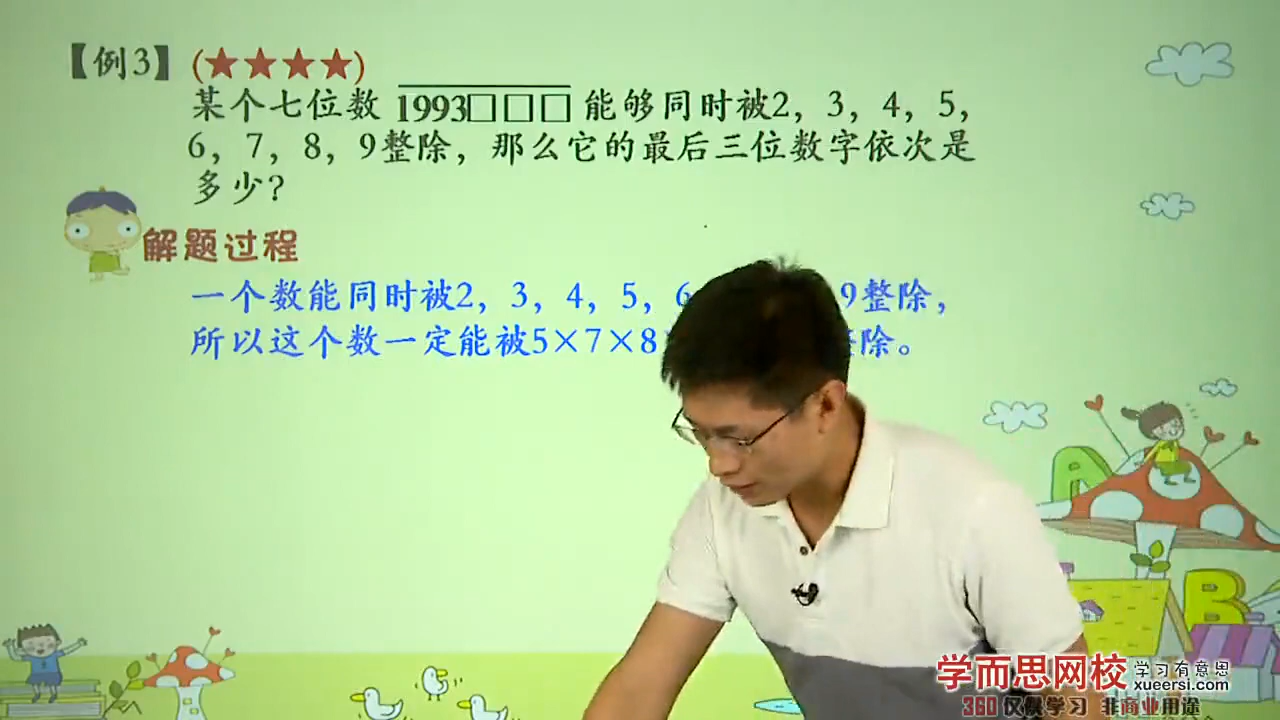 【例3】(★★★★)
某个七位数1993□□□能够同时被2，3，4，5，
6，7，8，9整除，那么它的最后三位数字依次是
多少？
解题过程
一个数能同时被2，3，4，5，6 9整除，
所以这个数一定能被5×7×8 整除。
A
B
学而思网校 学习有意思
xueersi.com
360 仅供学习 非商业用途